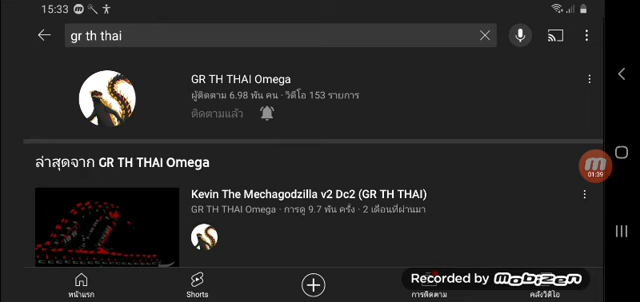 15:33
gr th thai
GR TH THAI Omega
ผู้ติดตาม 6.98 พัน คน · วิดีโอ 153 รายการ
ติดตามแล้ว
ล่าสุดจาก GR TH THAI Omega
01:39
Kevin The Mechagodzilla v2 Dc2 (GR TH THAI)
GR TH THAI Omega · การดู 9.7 พัน ครั้ง · 2 เดือนที่ผ่านมา
Recorded by MOBIZEN
หน้าแรก
Shorts
การติดตาม
คลังวิดีโอ